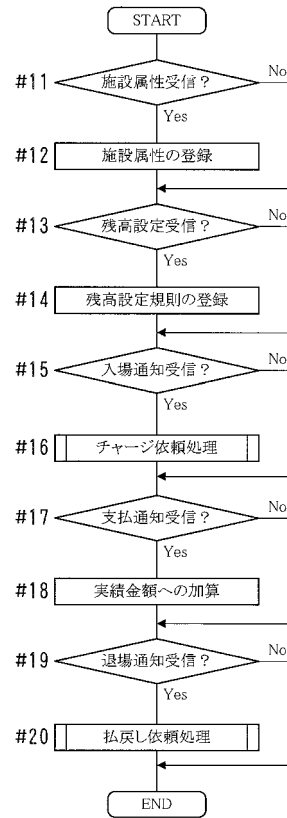 START
#11 施設属性受信？ No
Yes
#12 施設属性の登録
#13 残高設定受信？ No
Yes
#14 残高設定規則の登録
#15 入場通知受信？ No
Yes
#16 チャージ依頼処理
#17 支払通知受信？ No
Yes
#18 実績金額への加算
#19 退場通知受信？ No
Yes
#20 払戻し依頼処理
END